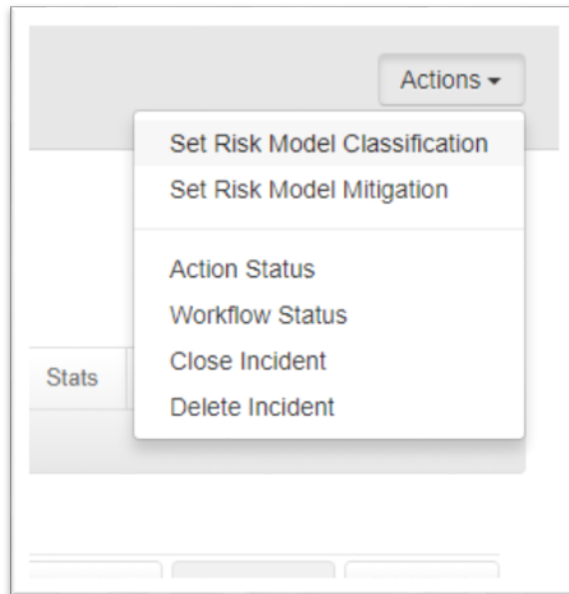 Actions
Set Risk Model Classification
Set Risk Model Mitigation
Action Status
Workflow Status
Close Incident
Stats
Delete Incident